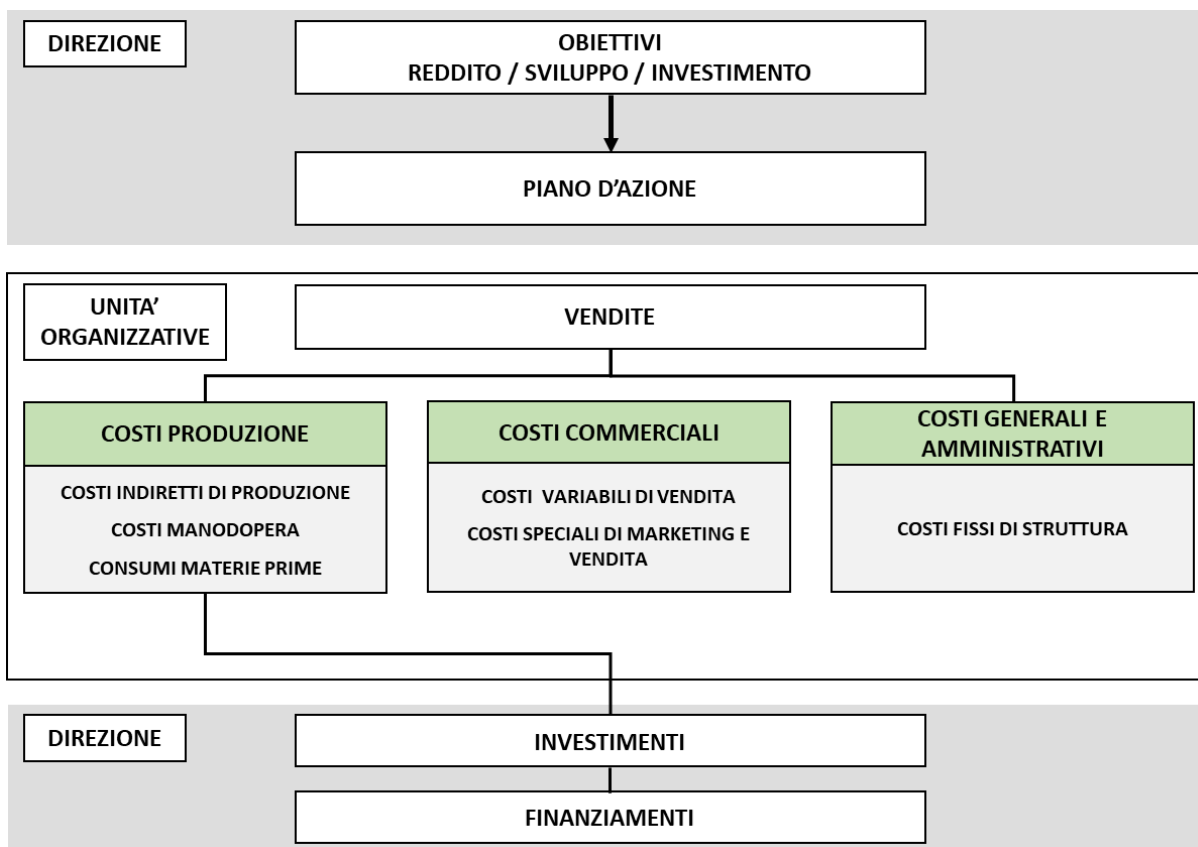 DIREZIONE
OBIETTIVI
REDDITO / SVILUPPO / INVESTIMENTO
PIANO D'AZIONE
UNITA'
ORGANIZZATIVE
VENDITE
COSTI PRODUZIONE
COSTI INDIRETTI DI PRODUZIONE
COSTI MANODOPERA
CONSUMI MATERIE PRIME
COSTI COMMERCIALI
COSTI VARIABILI DI VENDITA
COSTI SPECIALI DI MARKETING E
VENDITA
COSTI GENERALI E
AMMINISTRATIVI
COSTI FISSI DI STRUTTURA
DIREZIONE
INVESTIMENTI
FINANZIAMENTI